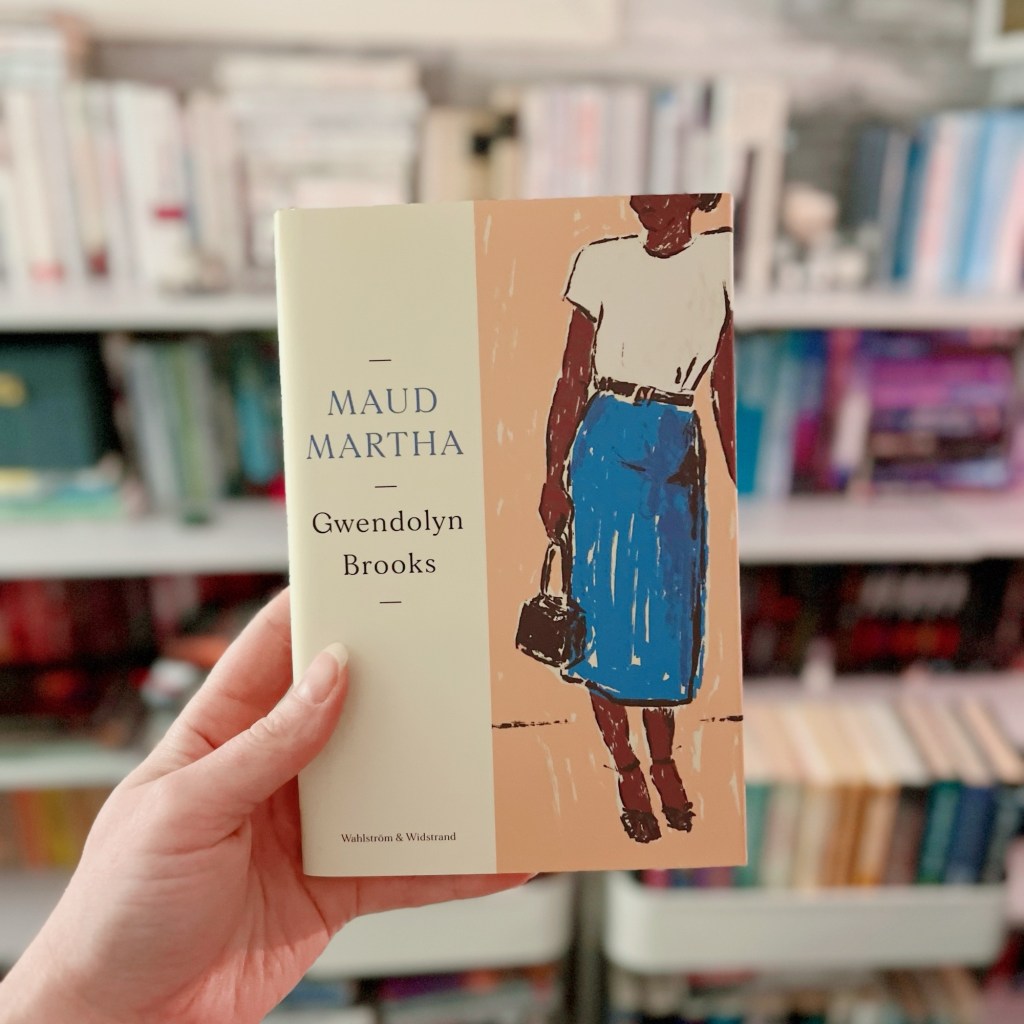 MAUD
MARTHA
Gwendolyn
Brooks
Wahlström & Widstrand